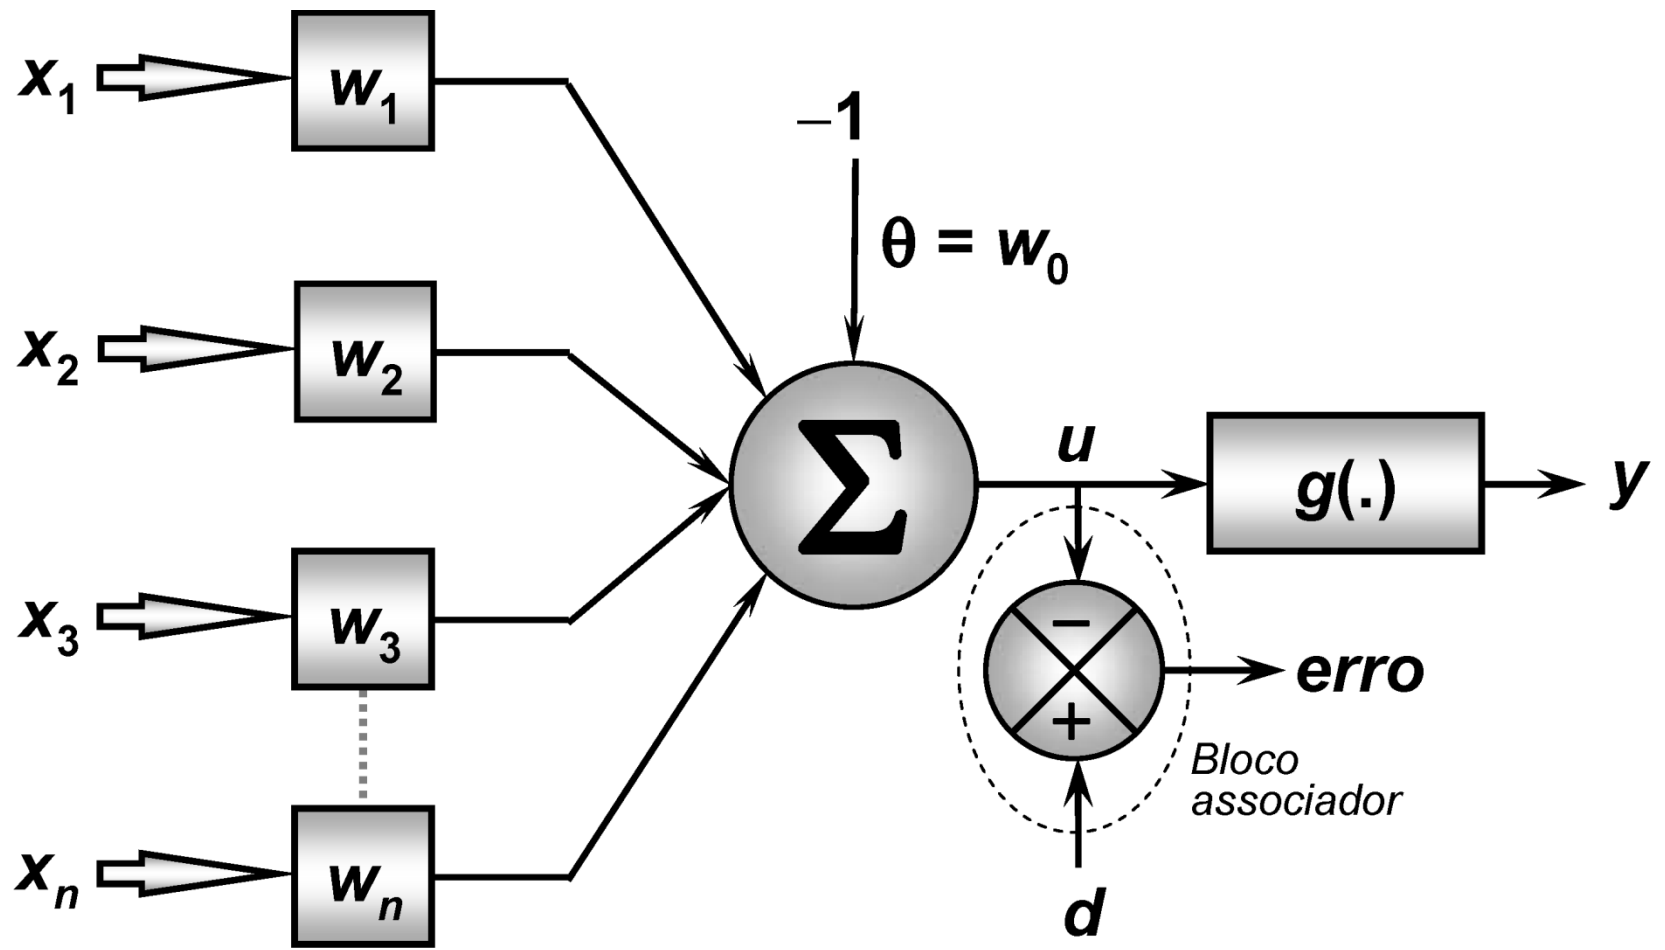 x1
w1
–1
θ = w0
x2
w2
Σ
u
g(.)
y
x3
w3
–
+
erro
Bloco
associador
xn
wn
d